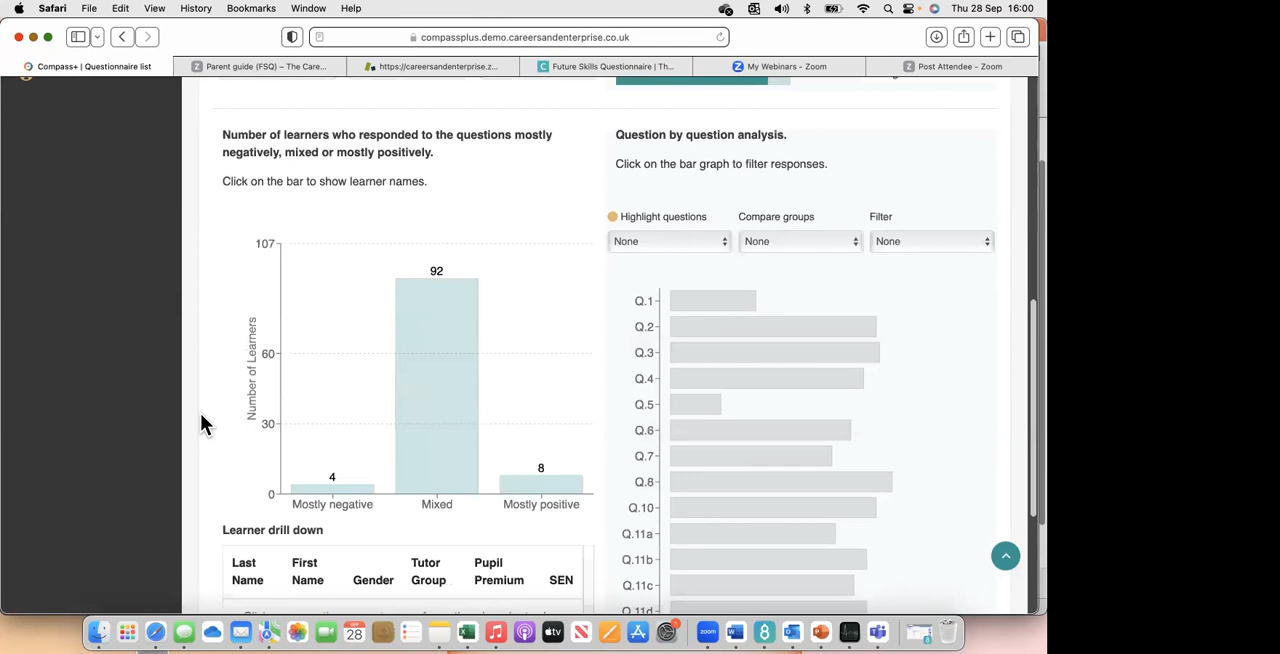 Safari File Edit View History Bookmarks Window Help Thu 28 Sep 16:00
compassplus.demo.careersandenterprise.co.uk
Compass+ | Questionnaire list
Parent guide (FSQ) – The Care...
https://careersandenterprise.z...
Future Skills Questionnaire | Th...
My Webinars – Zoom
Post Attendee - Zoom
Number of learners who responded to the questions mostly
negatively, mixed or mostly positively.
Click on the bar to show learner names.
107
92
60
30
0
4
8
Number of Learners
Mostly negative Mixed Mostly positive
Learner drill down
Last Name First Name Gender Tutor Group Pupil Premium SEN
Question by question analysis.
Click on the bar graph to filter responses.
Highlight questions Compare groups Filter
None None None
Q.1
Q.2
Q.3
Q.4
Q.5
Q.6
Q.7
Q.8
Q.10
Q.11a
Q.11b
Q.11c
Q.11d
SEP
28
tv
zoom